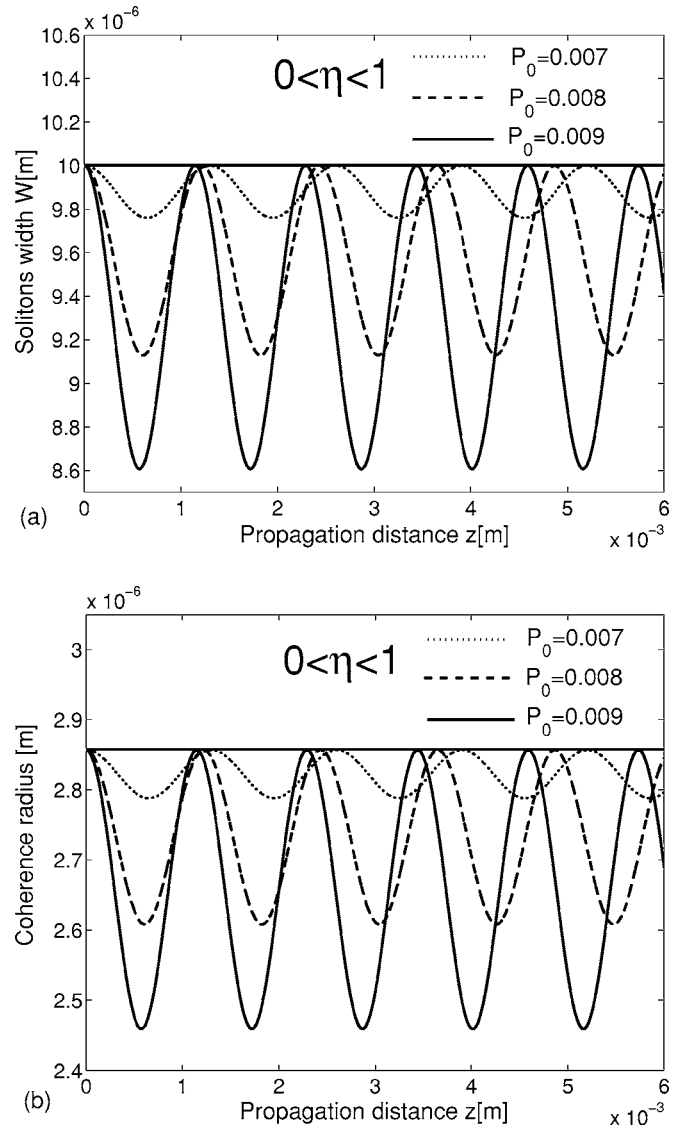 x 10⁻⁶
10.6
10.4
10.2
10
9.8
9.6
9.4
9.2
9
8.8
8.6
Solitons width W[m]
0<η<1
P₀=0.007
P₀=0.008
P₀=0.009
0 1 2 3 4 5 6
(a)
Propagation distance z[m]
x 10⁻³
x 10⁻⁶
3
2.9
2.8
2.7
2.6
2.5
2.4
Coherence radius [m]
0<η<1
P₀=0.007
P₀=0.008
P₀=0.009
0 1 2 3 4 5 6
(b)
Propagation distance z[m]
x 10⁻³